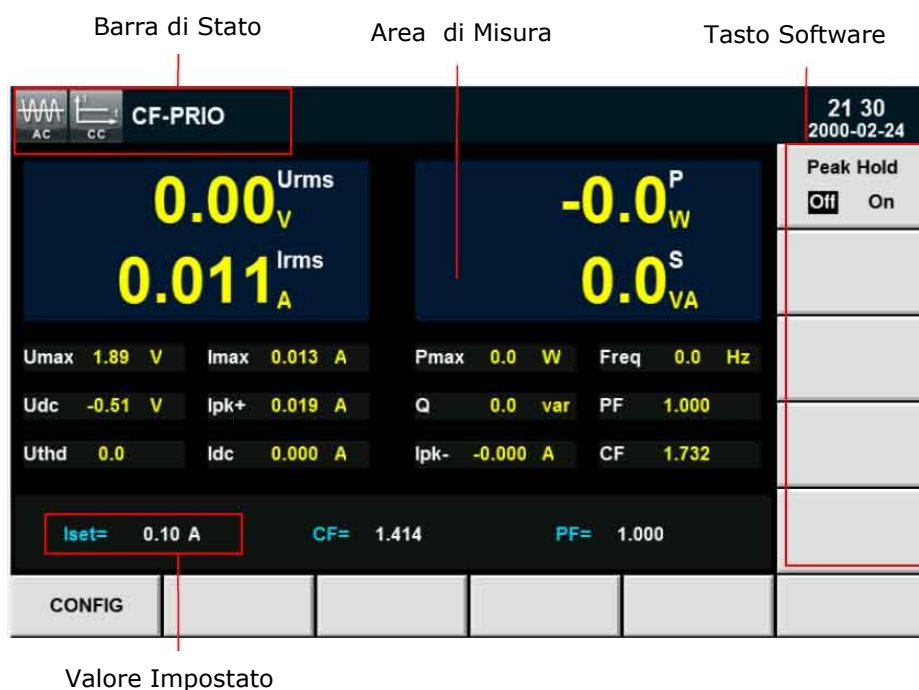 Barra di Stato
Area di Misura
Tasto Software
AC CC CF-PRIO
21 30
2000-02-24
Peak Hold
Off On
0.00 Urms V
-0.0 P W
0.011 Irms A
0.0 S VA
Umax 1.89 V Imax 0.013 A Pmax 0.0 W Freq 0.0 Hz
Udc -0.51 V Ipk+ 0.019 A Q 0.0 var PF 1.000
Uthd 0.0 Idc 0.000 A Ipk- -0.000 A CF 1.732
Iset= 0.10 A CF= 1.414 PF= 1.000
CONFIG
Valore Impostato